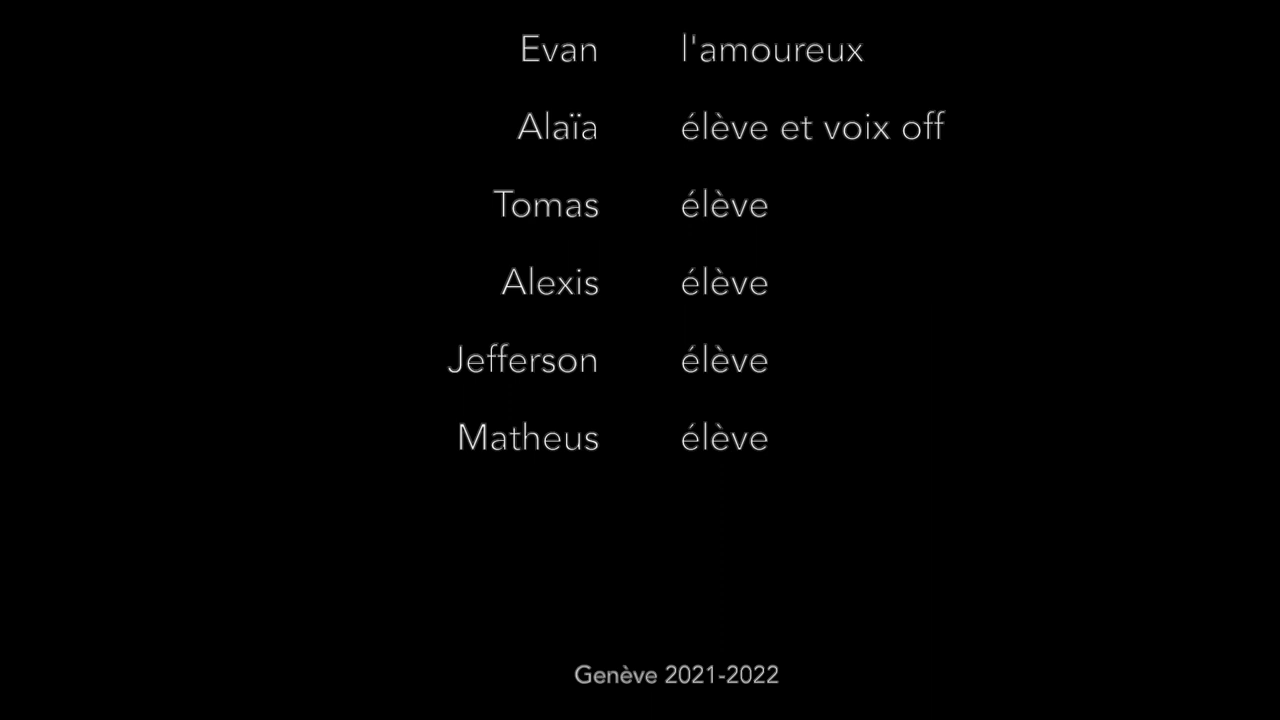 Evan l'amoureux
Alaïa élève et voix off
Tomas élève
Alexis élève
Jefferson élève
Matheus élève
Genève 2021-2022